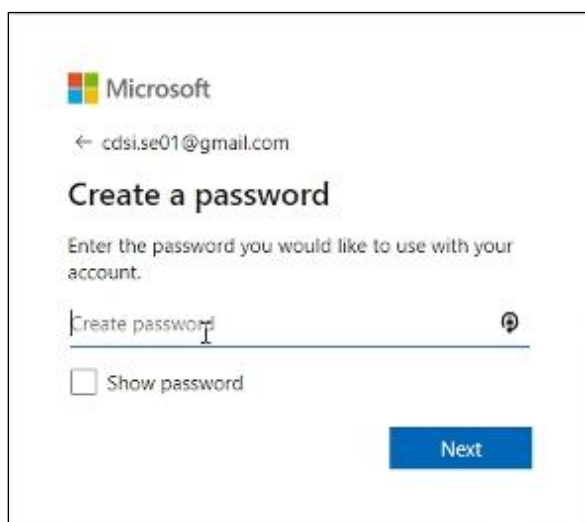 Microsoft
← cdsi.se01@gmail.com
Create a password
Enter the password you would like to use with your
account.
Create password
Show password
Next